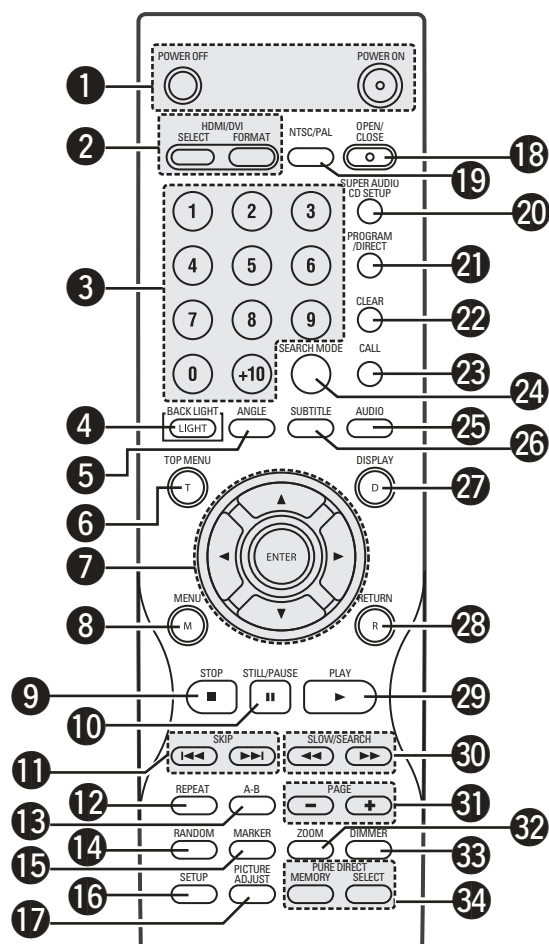 POWER OFF POWER ON
1
HDMI/DVI
SELECT FORMAT
NTSC/PAL
OPEN/
CLOSE
2
18
19
SUPER AUDIO
CD SETUP
20
1 2 3
PROGRAM
/DIRECT
4 5 6
21
3
CLEAR
7 8 9
22
SEARCH MODE
CALL
0 +10
23
24
BACK LIGHT
LIGHT
ANGLE
SUBTITLE
AUDIO
4
25
5
26
TOP MENU
T
DISPLAY
D
6
27
ENTER
7
MENU
M
RETURN
R
8
28
STOP STILL/PAUSE PLAY
9
29
10
SKIP SLOW/SEARCH
11
30
REPEAT A-B PAGE
12
− +
31
13
RANDOM MARKER ZOOM DIMMER
32
14
33
15
SETUP
PICTURE
ADJUST
PURE DIRECT
MEMORY SELECT
16
34
17